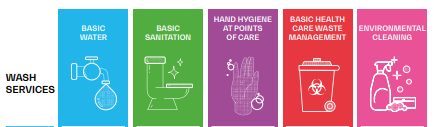 WASH
SERVICES
BASIC
WATER
BASIC
SANITATION
HAND HYGIENE
AT POINTS
OF CARE
BASIC HEALTH
CARE WASTE
MANAGEMENT
ENVIRONMENTAL
CLEANING